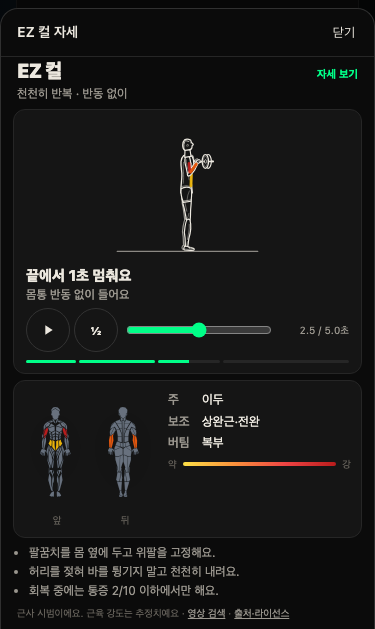 EZ 컬 자세
닫기
EZ 컬
자세 보기
천천히 반복 · 반동 없이
끝에서 1초 멈춰요
몸통 반동 없이 들어요
½
2.5 / 5.0초
주 이두
보조 상완근·전완
버팀 복부
약 강
앞 뒤
• 팔꿈치를 몸 옆에 두고 위팔을 고정해요.
• 허리를 젖혀 바를 튕기지 말고 천천히 내려요.
• 회복 중에는 통증 2/10 이하에서만 해요.
근사 시범이에요. 근육 강도는 추정치예요 · 영상 검색 · 출처·라이선스